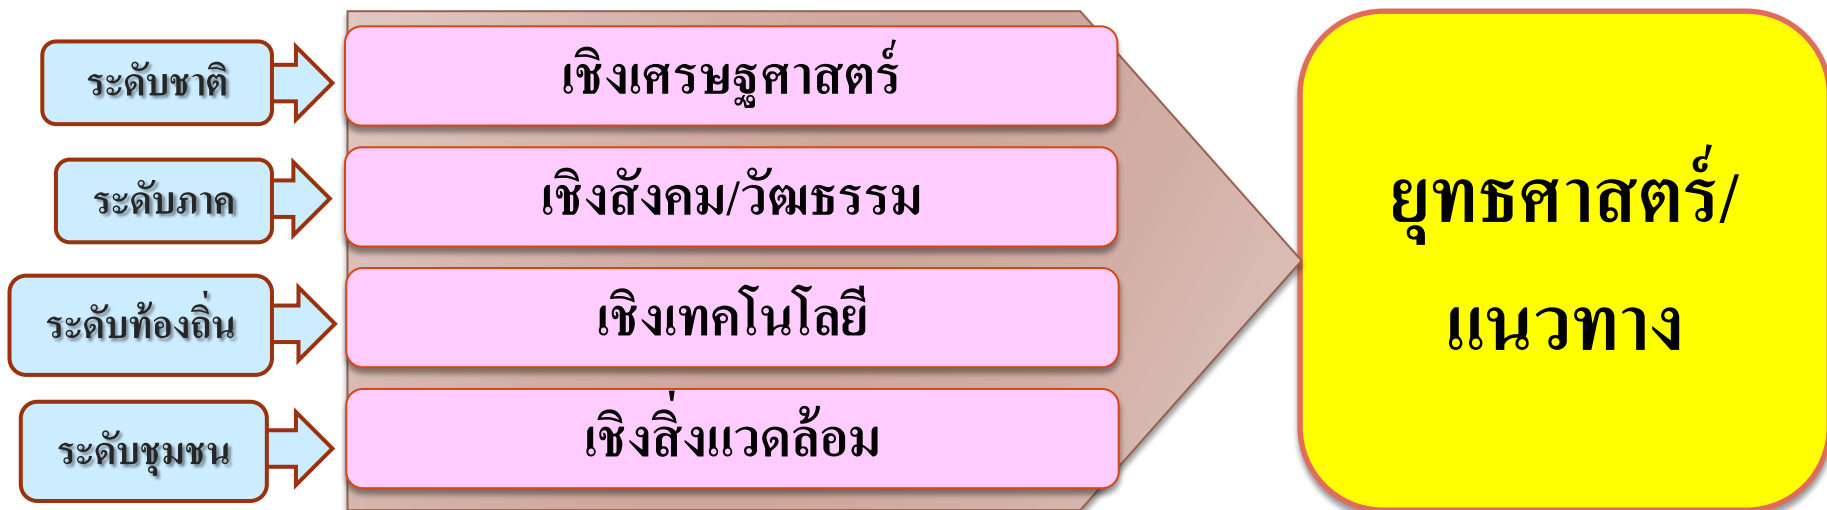 ระดับชาติ
เชิงเศรษฐศาสตร์
ระดับภาค
เชิงสังคม/วัฒธรรม
ระดับท้องถิ่น
เชิงเทคโนโลยี
ระดับชุมชน
เชิงสิ่งแวดล้อม
ยุทธศาสตร์/
แนวทาง